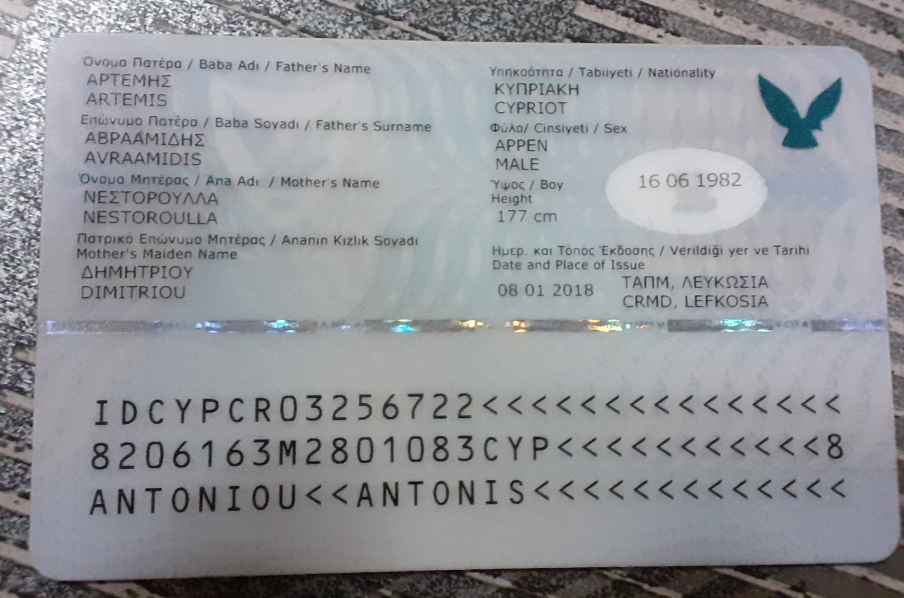 Όνομα Πατέρα / Baba Adı / Father's Name
ΑΡΤΕΜΗΣ
ARTEMIS
Επώνυμο Πατέρα / Baba Soyadı / Father's Surname
ΑΒΡΑΑΜΙΔΗΣ
AVRAAMIDIS
Όνομα Μητέρας / Ana Adı / Mother's Name
ΝΕΣΤΟΡΟΥΛΛΑ
NESTOROULLA
Πατρικό Επώνυμο Μητέρας / Ananın Kızlık Soyadı
Mother's Maiden Name
ΔΗΜΗΤΡΙΟΥ
DIMITRIOU
Υπηκοότητα / Tabiiyeti / Nationality
ΚΥΠΡΙΑΚΗ
CYPRIOT
Φύλο/ Cinsiyeti / Sex
ΑΡΡΕΝ
MALE
Ύψος / Boy
Height
177 cm
16 06 1982
Ημερ. και Τόπος Έκδοσης / Verildiği yer ve Tarihi
Date and Place of Issue
08 01 2018
ΤΑΠΜ, ΛΕΥΚΩΣΙΑ
CRMD, LEFKOSIA
IDCYPCR03256722<<<<<<<<<<<<<<<
8206163M2801083CYP<<<<<<<<<<<8
ANTONIOU<<ANTONIS<<<<<<<<<<<<<